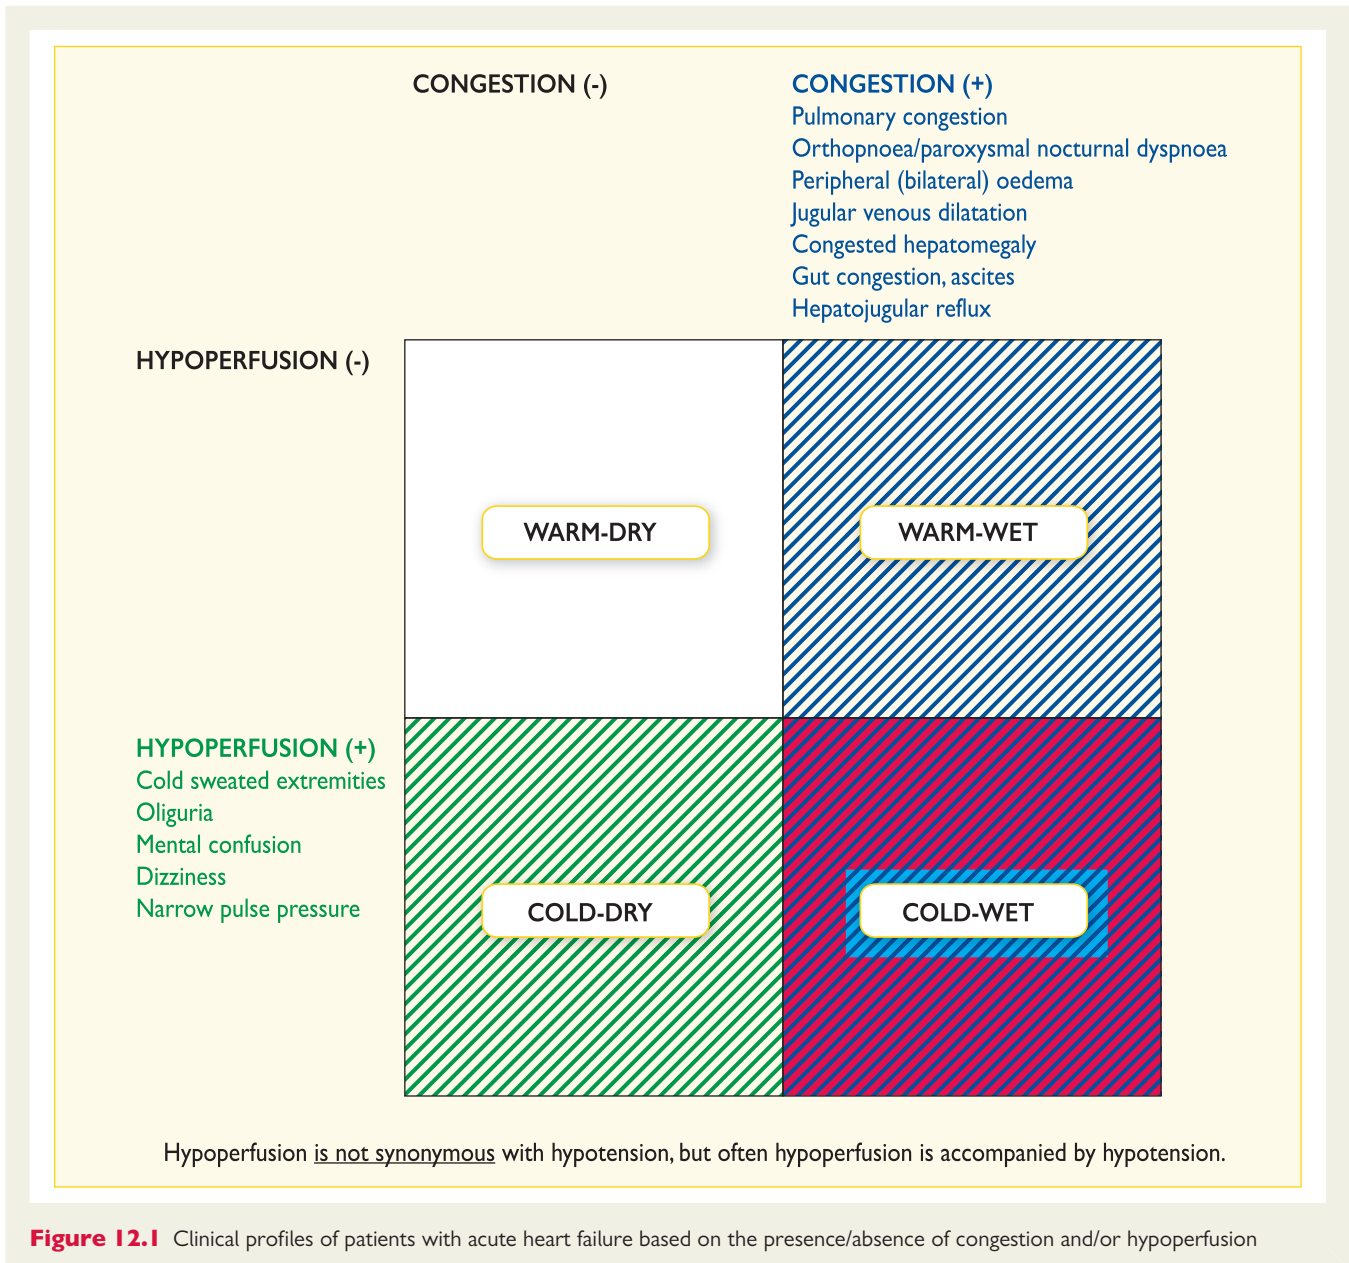 CONGESTION (-)
CONGESTION (+)
Pulmonary congestion
Orthopnoea/paroxysmal nocturnal dyspnoea
Peripheral (bilateral) oedema
Jugular venous dilatation
Congested hepatomegaly
Gut congestion, ascites
Hepatojugular reflux
HYPOPERFUSION (-)
WARM-DRY
WARM-WET
HYPOPERFUSION (+)
Cold sweated extremities
Oliguria
Mental confusion
Dizziness
Narrow pulse pressure
COLD-DRY
COLD-WET
Hypoperfusion is not synonymous with hypotension, but often hypoperfusion is accompanied by hypotension.
Figure 12.1 Clinical profiles of patients with acute heart failure based on the presence/absence of congestion and/or hypoperfusion